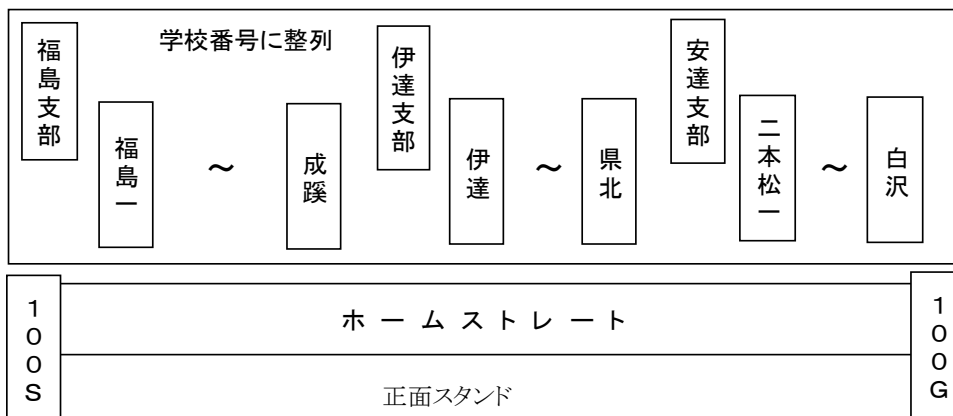 学校番号に整列
福島支部
福島一
～
成蹊
伊達支部
伊達
～
県北
安達支部
二本松一
～
白沢
100S
ホームストレート
100G
正面スタンド